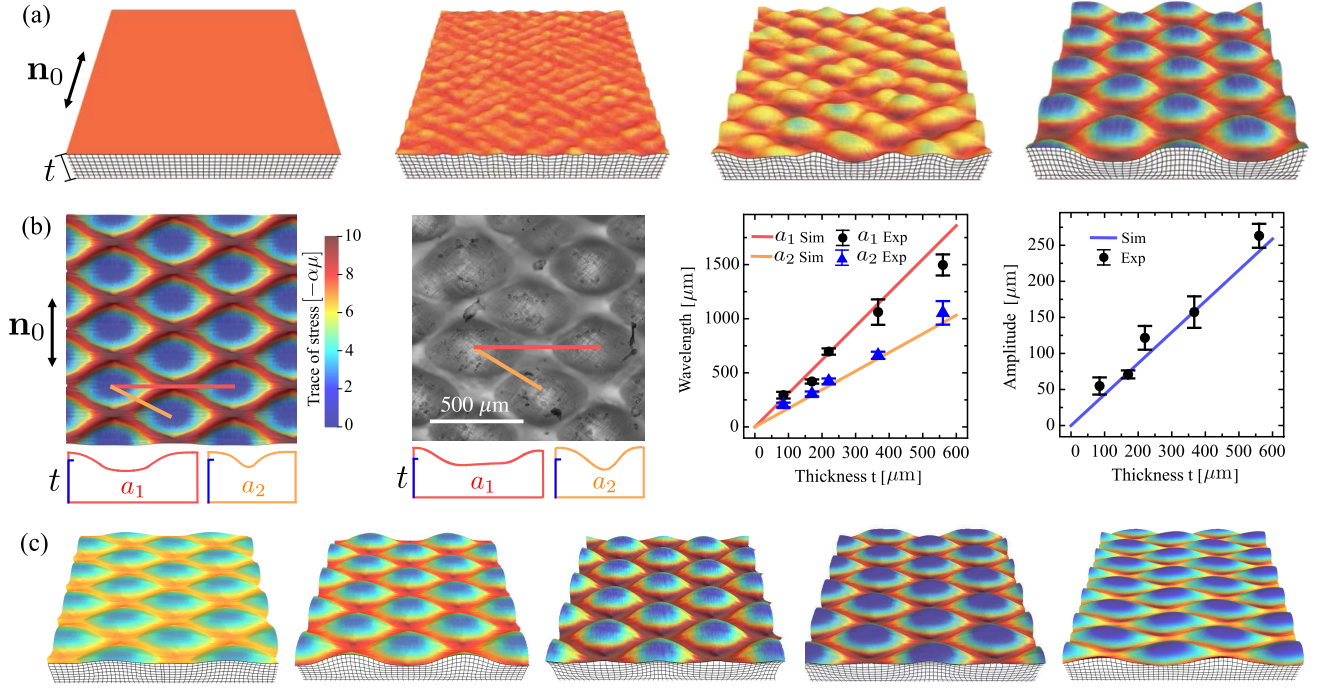 (a)
n₀
t
(b)
n₀
Trace of stress [−αμ]
10
8
6
4
2
0
t
a₁
a₂
500 μm
t
a₁
a₂
a₁ Sim
a₁ Exp
a₂ Sim
a₂ Exp
Wavelength [μm]
1500
1000
500
0
0 100 200 300 400 500 600
Thickness t [μm]
Sim
Exp
Amplitude [μm]
250
200
150
100
50
0
0 100 200 300 400 500 600
Thickness t [μm]
(c)